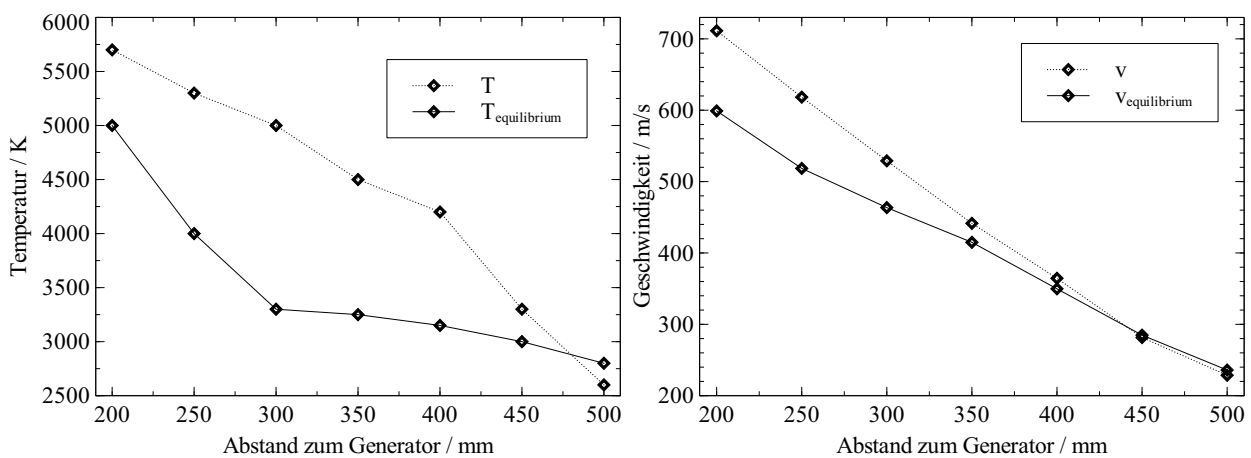 6000
5500
5000
4500
4000
3500
3000
2500
Temperatur / K
T
T equilibrium
200 250 300 350 400 450 500
Abstand zum Generator / mm
700
600
500
400
300
200
Geschwindigkeit / m/s
v
v equilibrium
200 250 300 350 400 450 500
Abstand zum Generator / mm